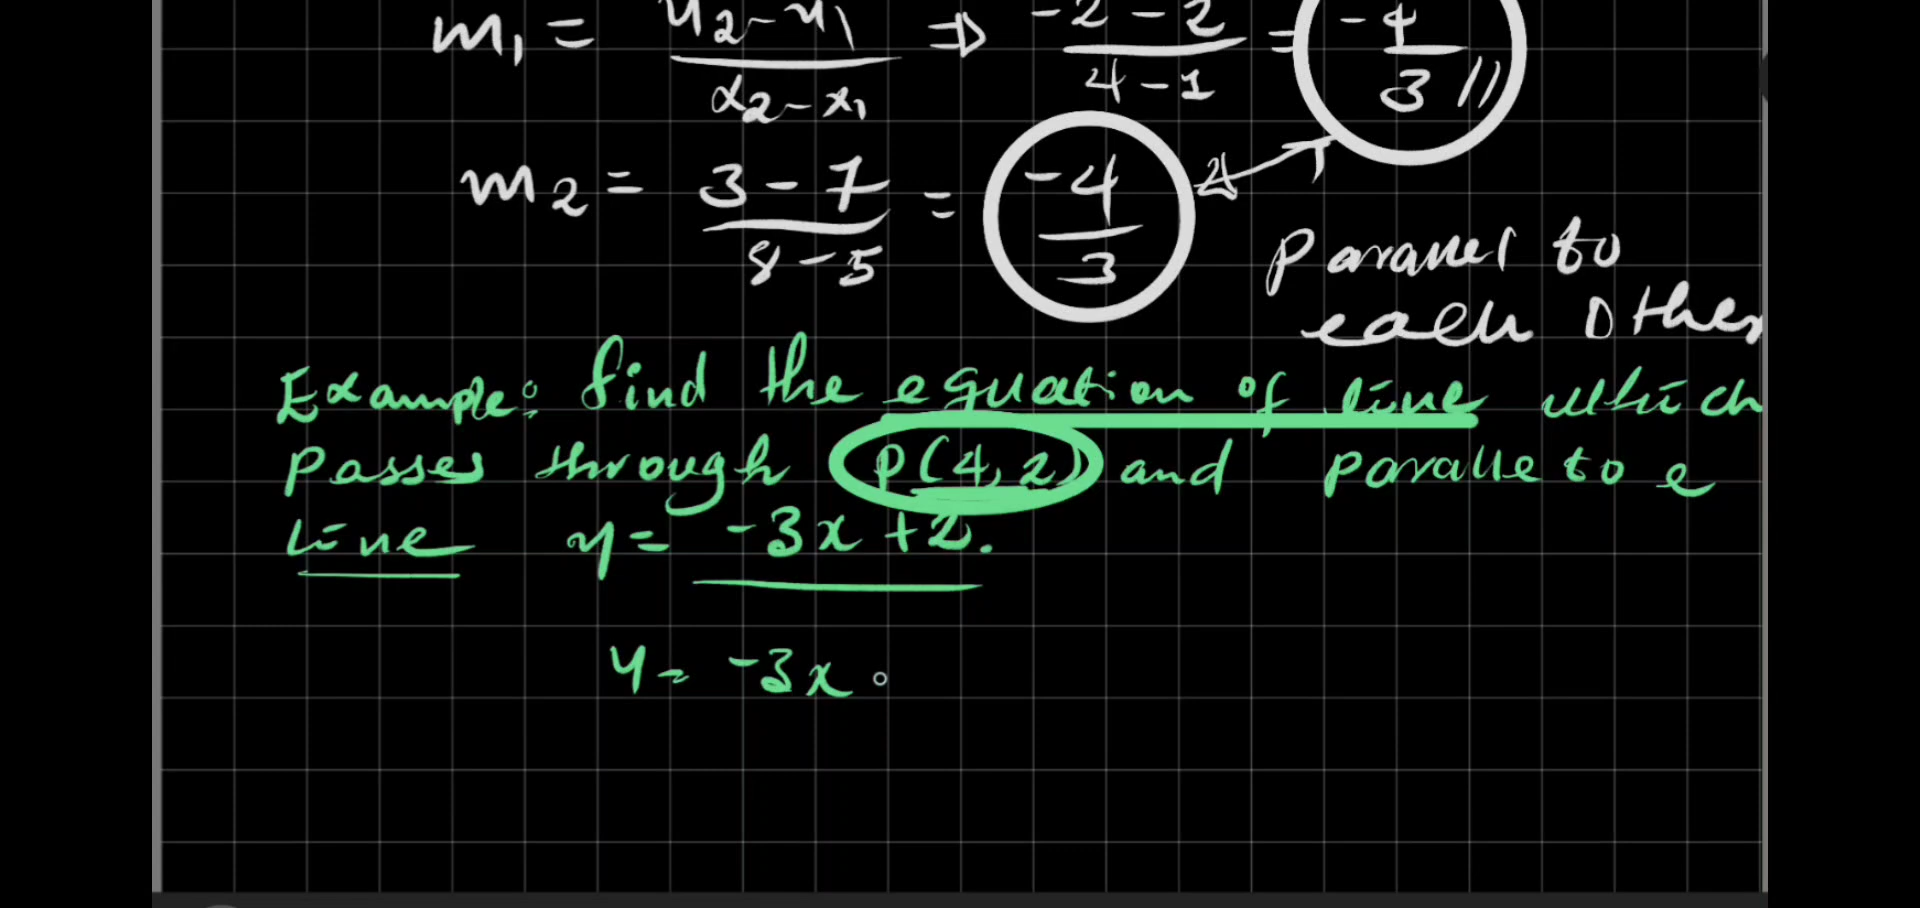 m₁ = y₂-y₁/x₂-x₁ ⇒ -2-2/4-1 = -4/3 //
m₂ = 3-7/8-5 = -4/3
Parallel to
each Other
Example: find the equation of line which
Passes through P(4,2) and paralle to e
Line y = -3x+2.
y = -3x